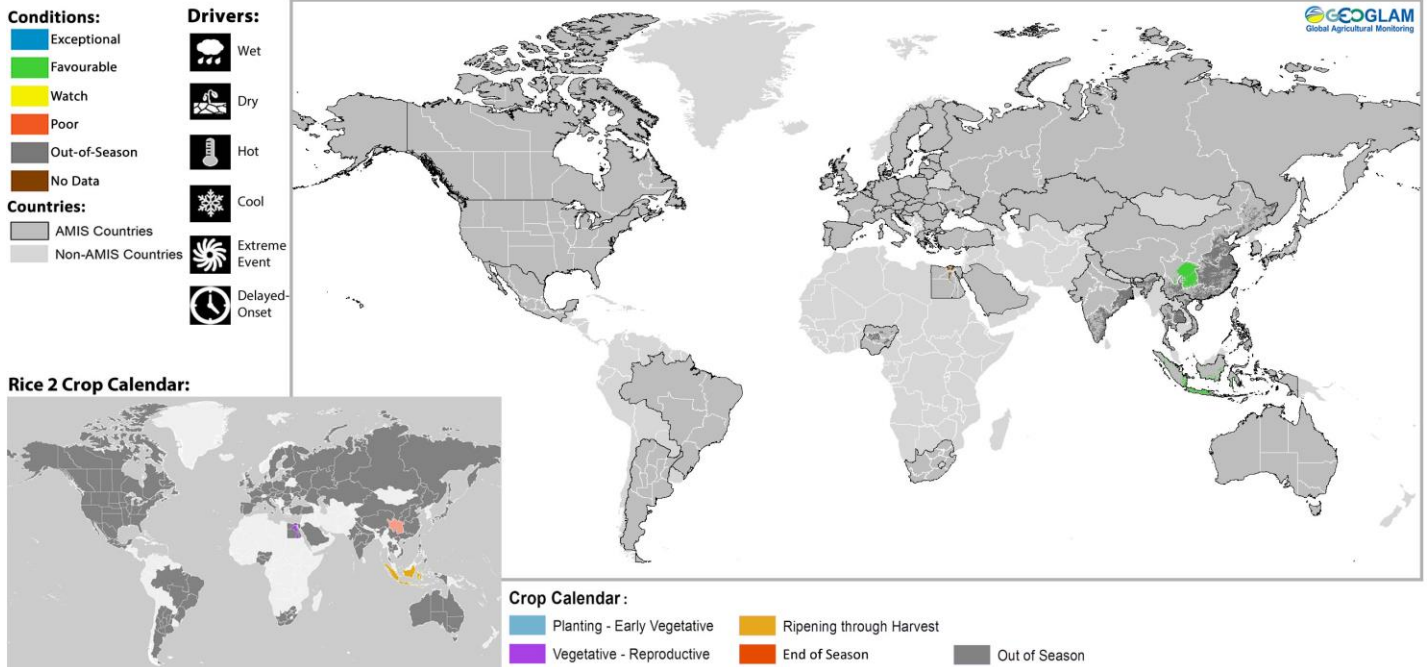 Conditions:
Exceptional
Favourable
Watch
Poor
Out-of-Season
No Data
Countries:
AMIS Countries
Non-AMIS Countries
Drivers:
Wet
Dry
Hot
Cool
Extreme
Event
Delayed-
Onset
GEOGLAM
Global Agricultural Monitoring
Rice 2 Crop Calendar:
Crop Calendar :
Planting - Early Vegetative
Vegetative - Reproductive
Ripening through Harvest
End of Season
Out of Season